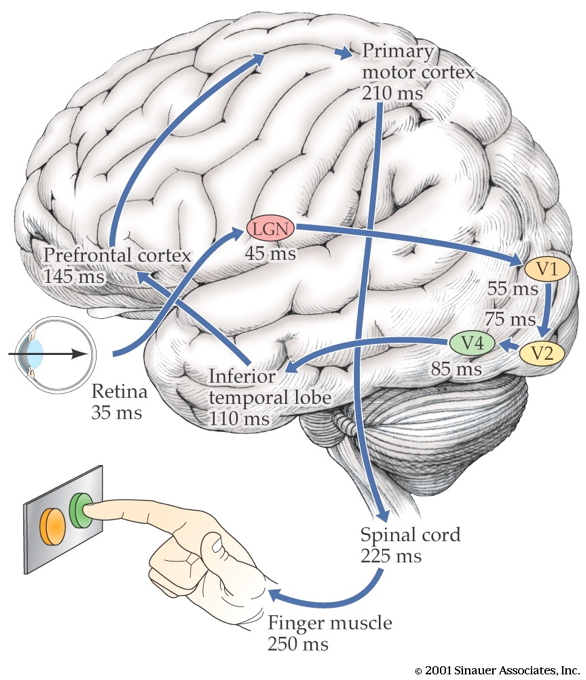 Primary
motor cortex
210 ms
LGN
45 ms
Prefrontal cortex
145 ms
V1
55 ms
75 ms
V2
V4
85 ms
Retina
35 ms
Inferior
temporal lobe
110 ms
Spinal cord
225 ms
Finger muscle
250 ms
© 2001 Sinauer Associates, Inc.